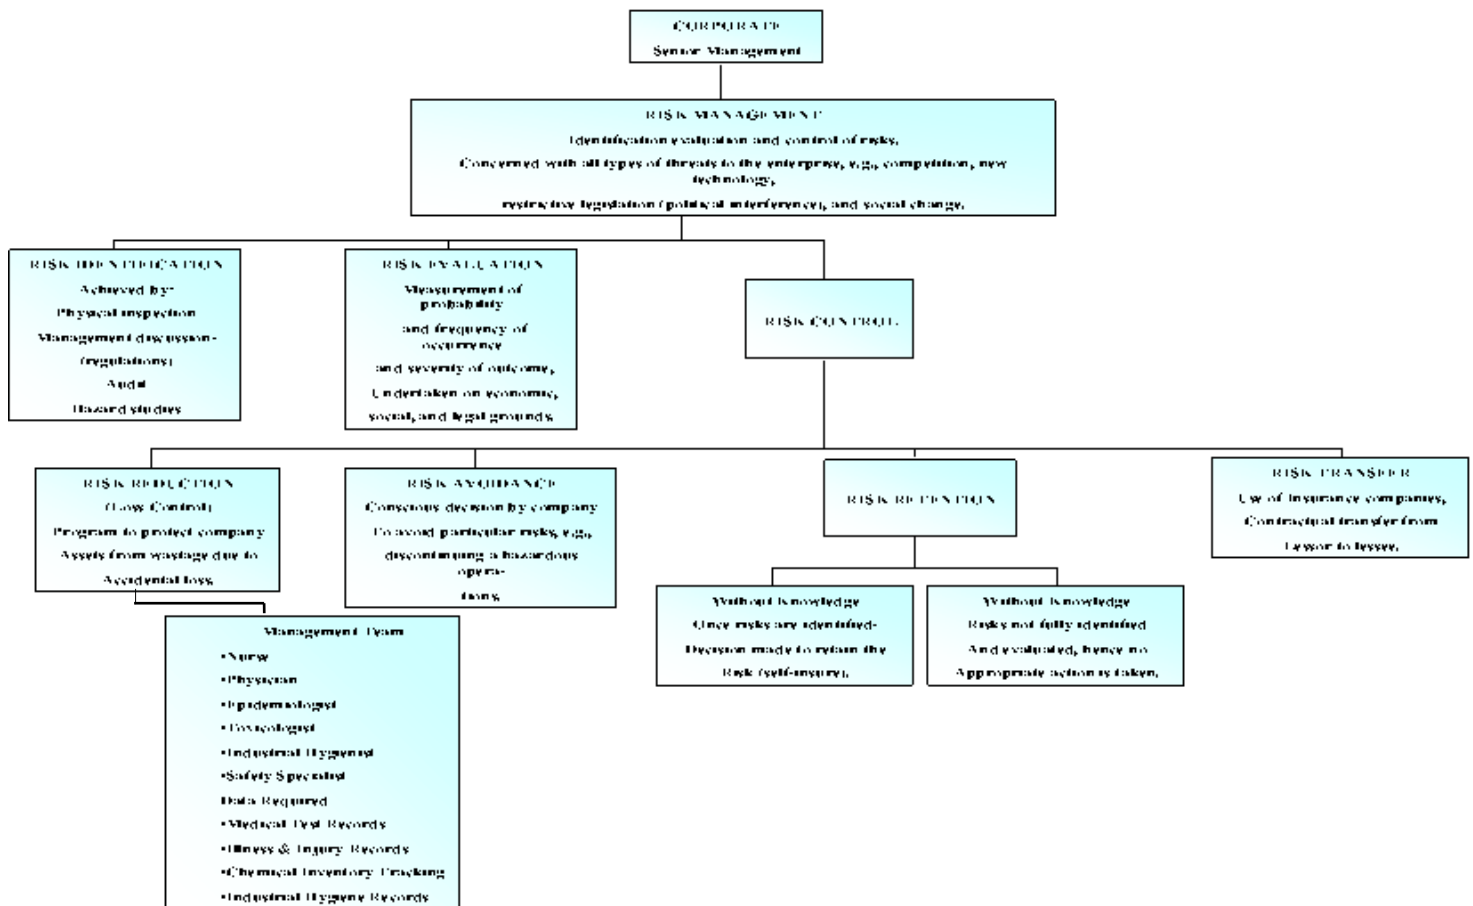 CORPORATE
Senior Management
RISK MANAGEMENT
Identification evaluation and control of risks.
Concerned with all types of threats to the enterprise, e.g., competition, new
technology,
restrictive legislation (political interference), and social change.
RISK IDENTIFICATION
Achieved by:
Physical inspection
Management discussion-
(regulations)
Audit
Hazard studies
RISK EVALUATION
Measurement of
probability
and frequency of
occurrence
and severity of outcome,
Undertaken on economic,
social, and legal grounds.
RISK CONTROL
RISK REDUCTION
(Loss Control)
Program to protect company
Assets from wastage due to
Accidental loss.
RISK AVOIDANCE
Conscious decision by company
To avoid particular risks, e.g.,
discontinuing a hazardous
opera-
tions.
RISK RETENTION
RISK TRANSFER
Use of Insurance companies,
Contractual transfer from
Lessor to lessee.
Without knowledge
Once risks are identified-
Decision made to retain the
Risk (self-insure).
Without knowledge
Risks not fully identified
And evaluated, hence no
Appropriate action is taken.
Management Team
•Nurse
•Physician
•Epidemiologist
•Toxicologist
•Industrial Hygienist
•Safety Specialist
Data Required
•Medical Test Records
•Illness & Injury Records
•Chemical Inventory Tracking
•Industrial Hygiene Records